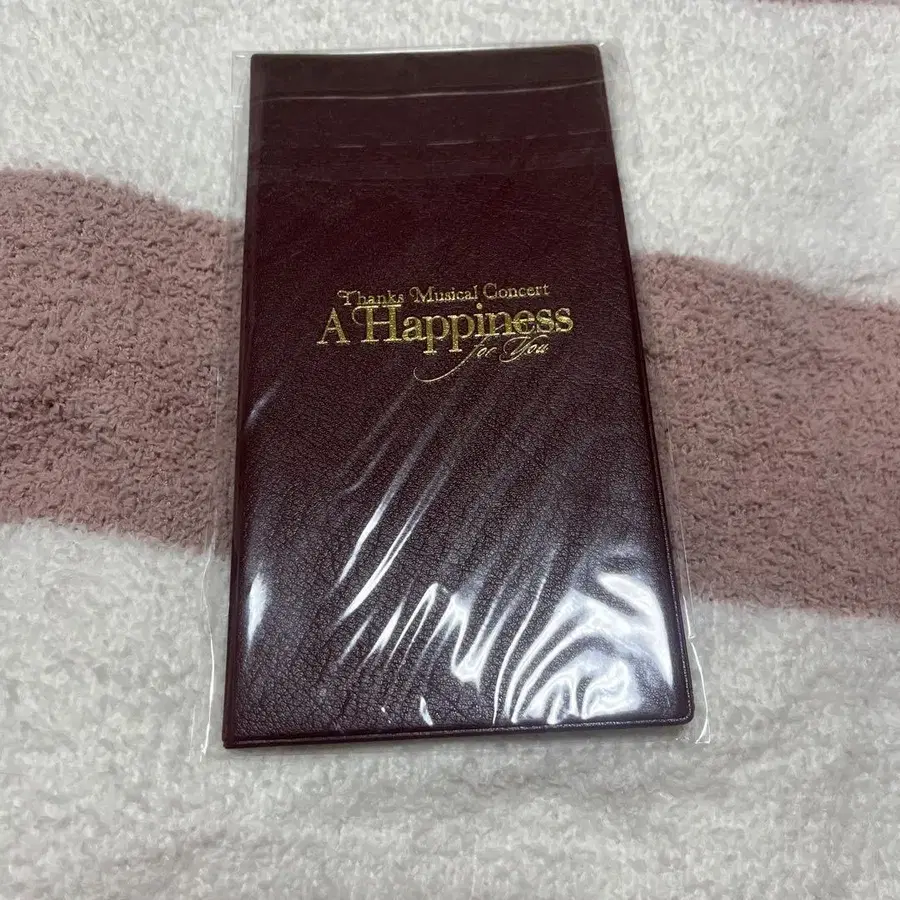 Thanks Musical Concert
A Happiness
for You